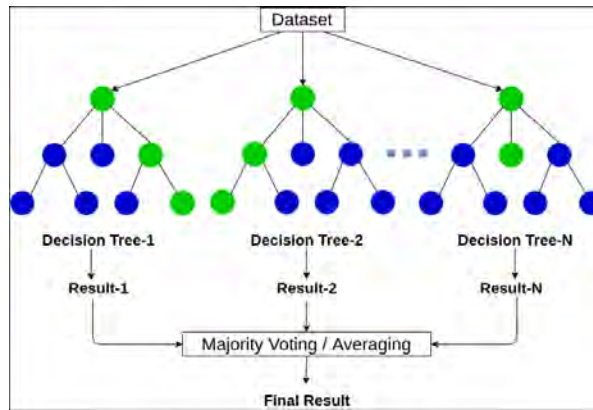 Dataset
Decision Tree-1
Decision Tree-2
Decision Tree-N
Result-1
Result-2
Result-N
Majority Voting / Averaging
Final Result